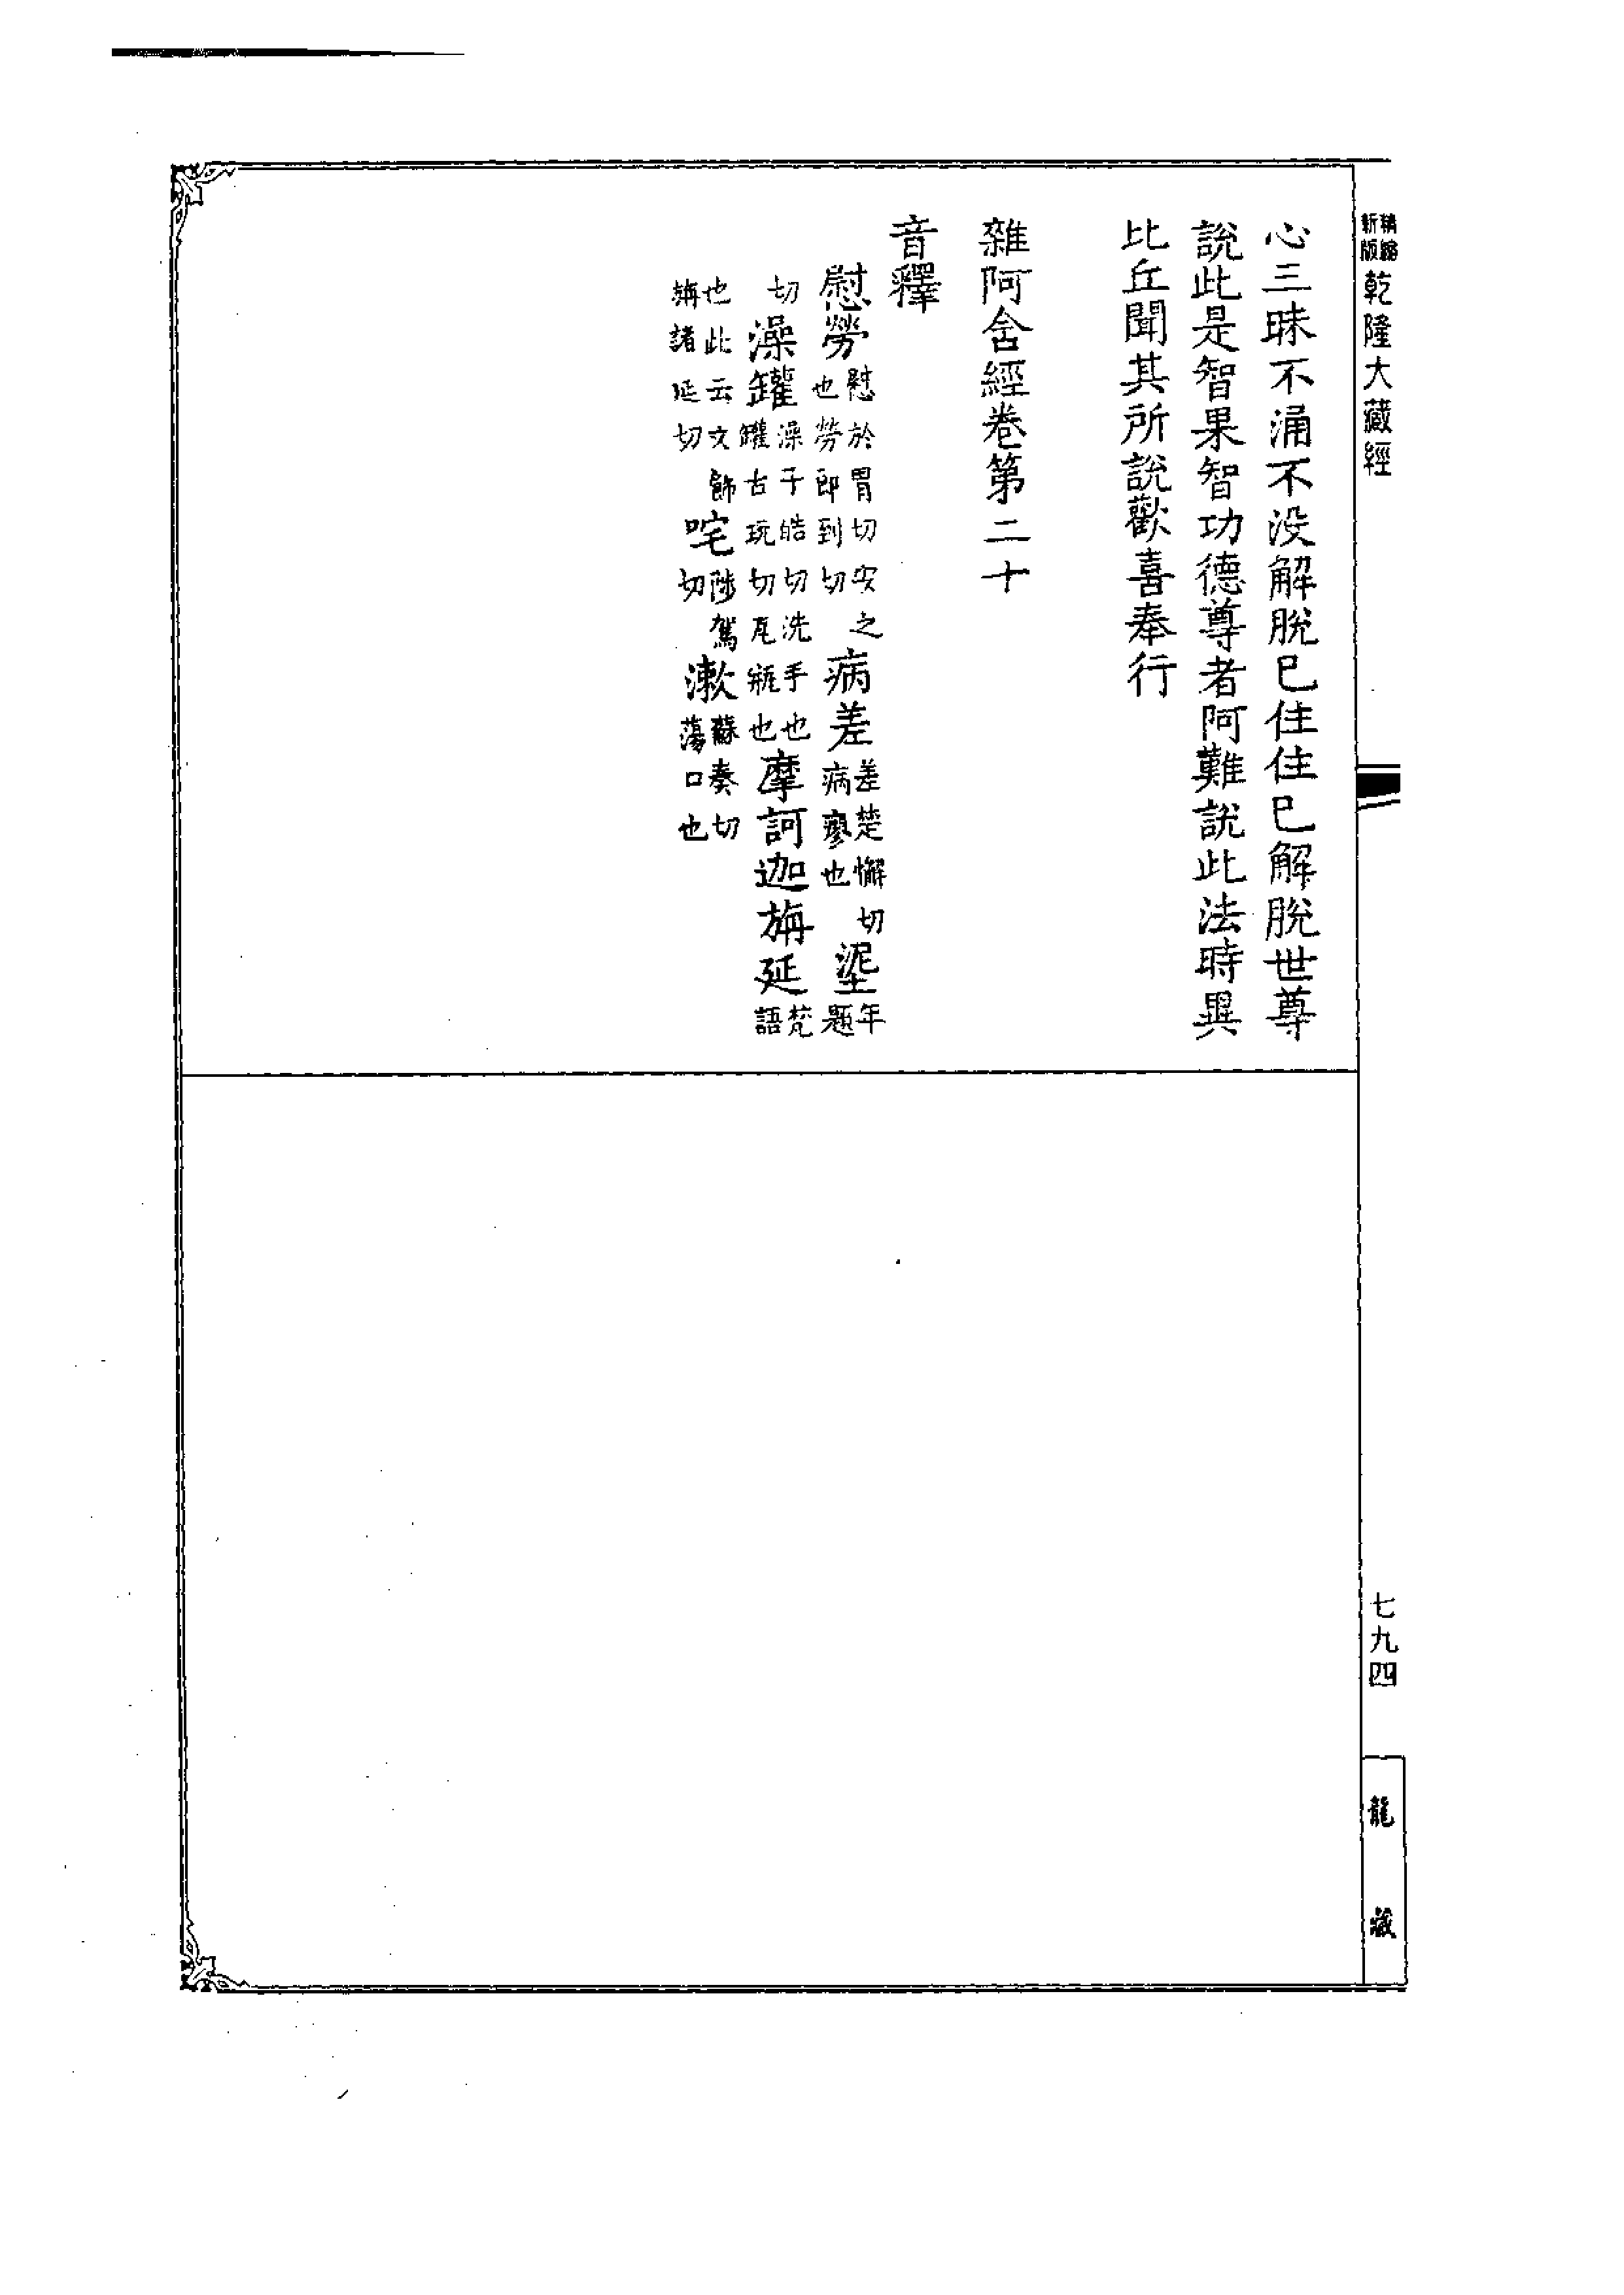 精縮新版乾隆大藏經
心三昧不涌不没解脫已住住已解脫世尊
說此是智果智功德尊者阿難說此法時異
比丘聞其所說歡喜奉行
雜阿含經卷第二十
音釋
慰勞慰於胃切安之也勞郎到切病差差楚懈切病瘳也埿年題
切澡罐澡子皓切洗手也罐古玩切瓦瓶也摩訶迦旃延梵語
也此云文飾旃諸延切咤陟駕切漱蘇奏切蕩口也
七九四
龍藏